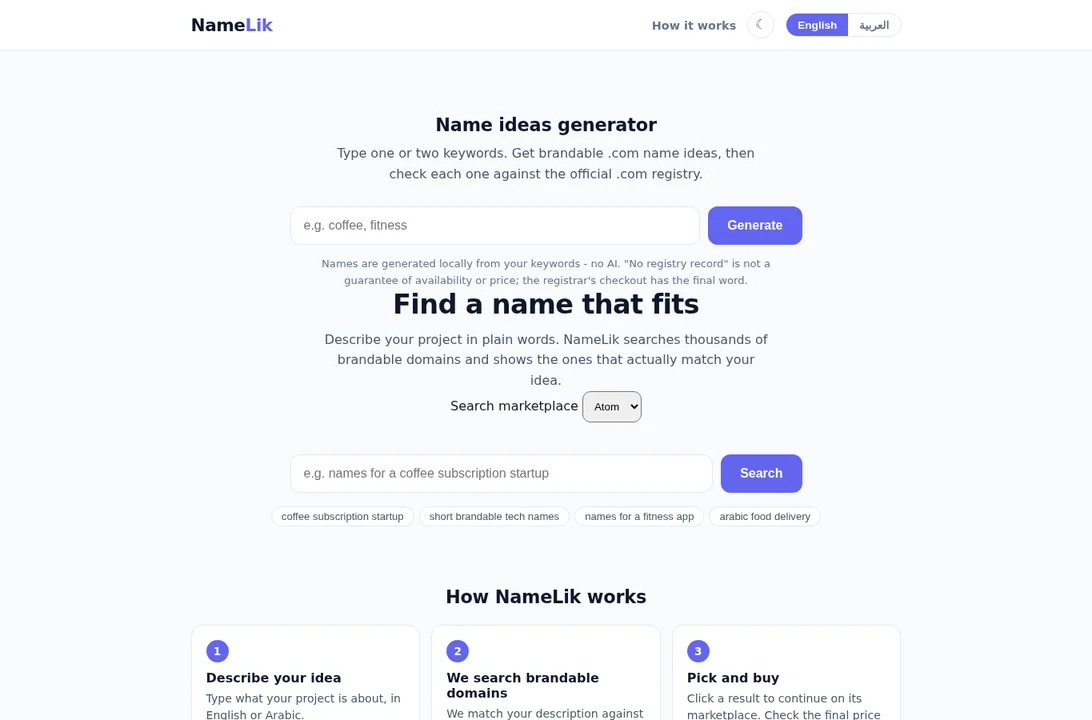 NameLik
How it works
☾
English
العربية
Name ideas generator
Type one or two keywords. Get brandable .com name ideas, then
check each one against the official .com registry.
e.g. coffee, fitness
Generate
Names are generated locally from your keywords - no AI. "No registry record" is not a
guarantee of availability or price; the registrar's checkout has the final word.
Find a name that fits
Describe your project in plain words. NameLik searches thousands of
brandable domains and shows the ones that actually match your
idea.
Search marketplace Atom
e.g. names for a coffee subscription startup
Search
coffee subscription startup
short brandable tech names
names for a fitness app
arabic food delivery
How NameLik works
1
Describe your idea
Type what your project is about, in
English or Arabic.
2
We search brandable
domains
We match your description against
3
Pick and buy
Click a result to continue on its
marketplace. Check the final price